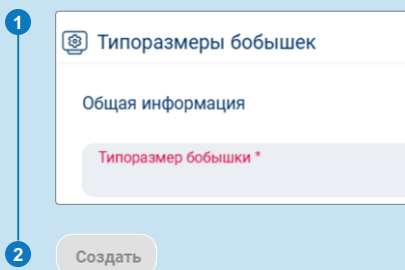 1
Типоразмеры бобышек
Общая информация
Типоразмер бобышки *
2
Создать